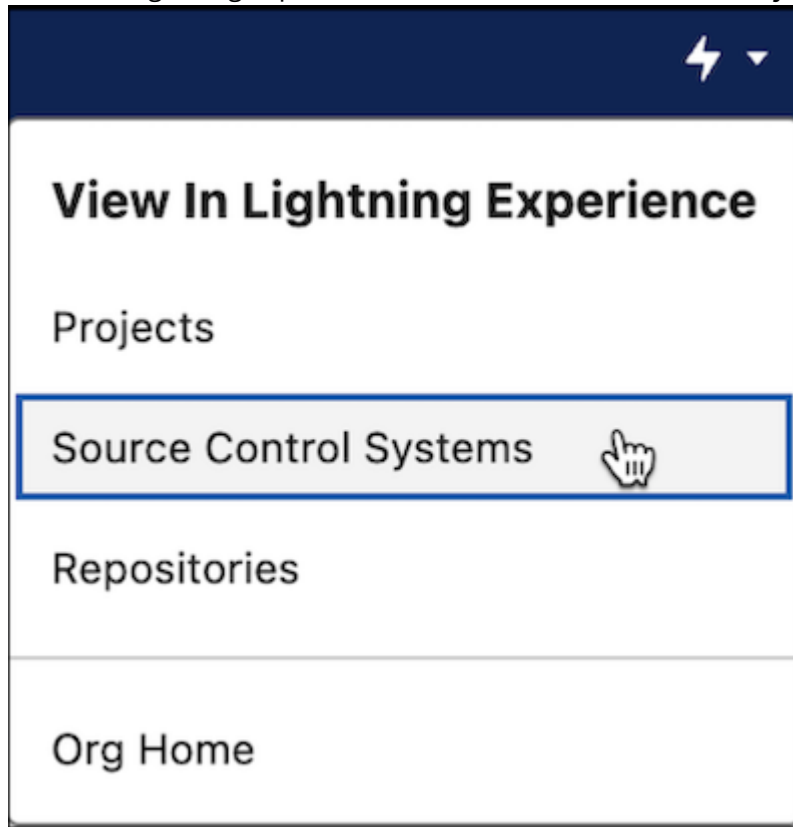 View In Lightning Experience
Projects
Source Control Systems
Repositories
Org Home